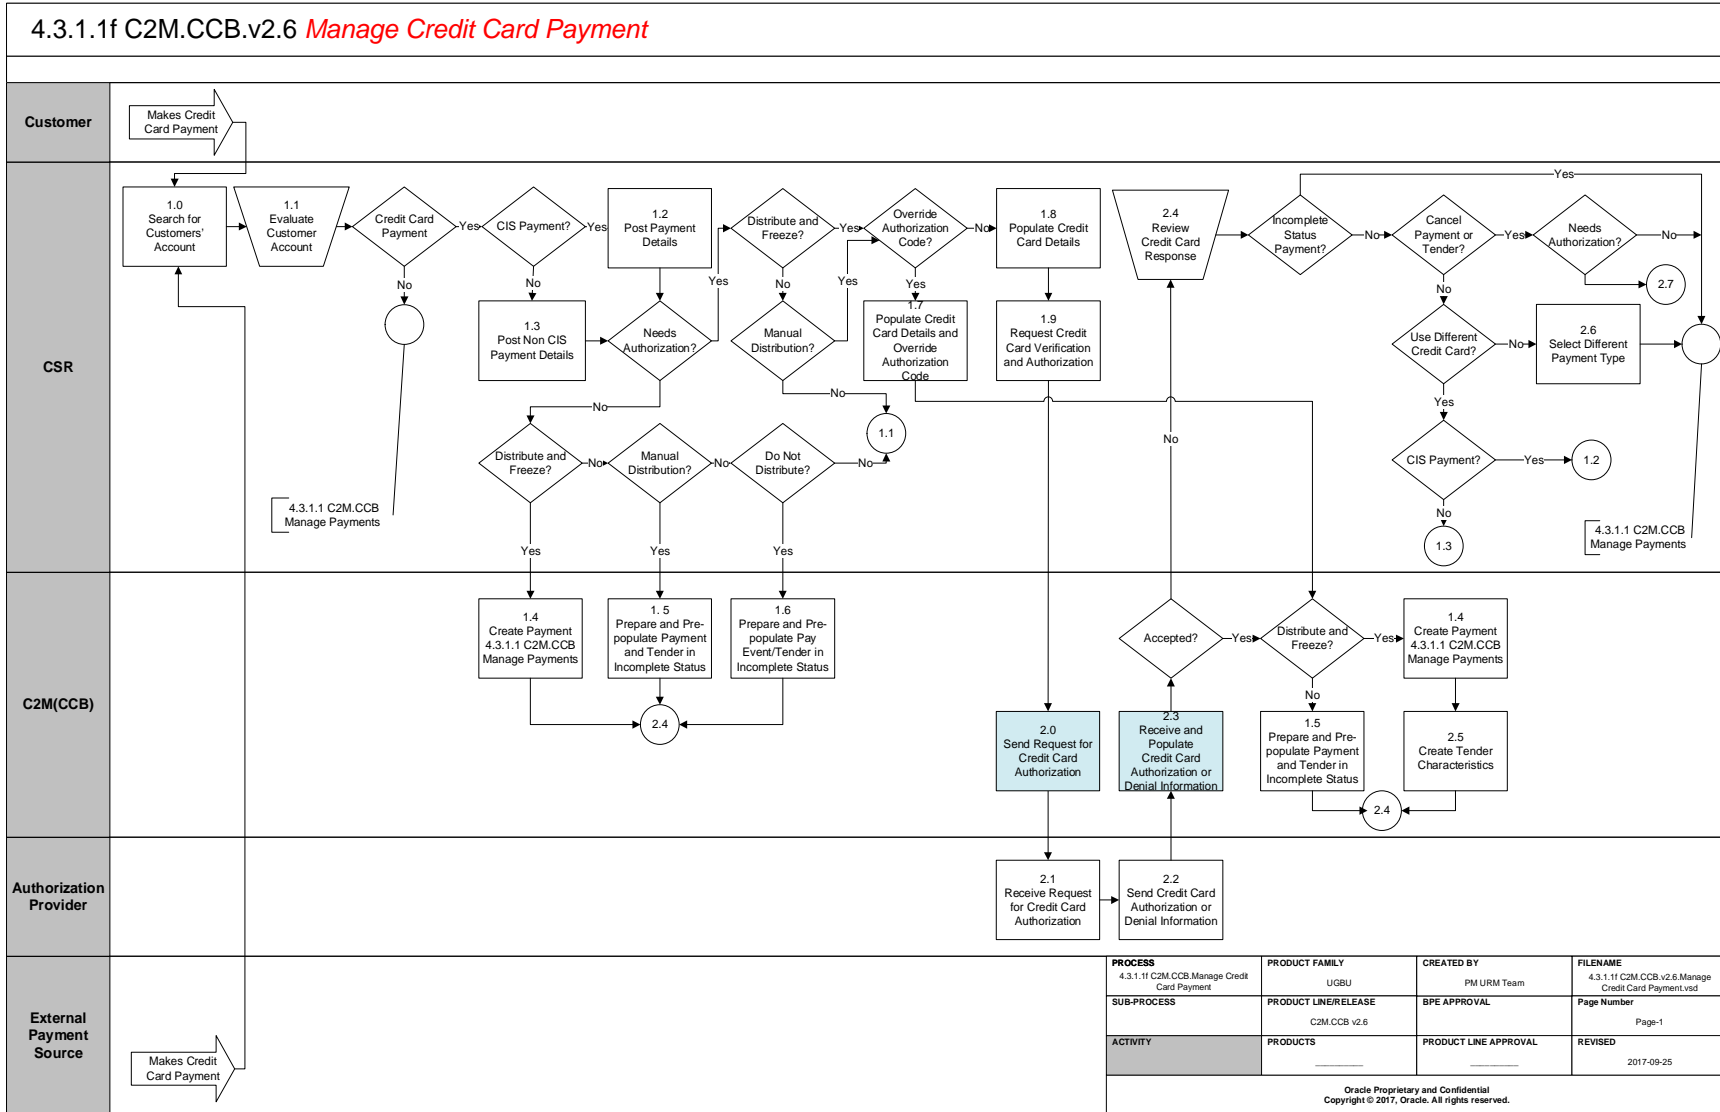 4.3.1.1f C2M.CCB.v2.6 Manage Credit Card Payment
Customer
Makes Credit
Card Payment
CSR
1.0
Search for
Customers'
Account
1.1
Evaluate
Customer
Account
Credit Card
Payment
Yes
No
4.3.1.1 C2M.CCB
Manage Payments
CIS Payment?
Yes
No
1.2
Post Payment
Details
1.3
Post Non CIS
Payment Details
Needs
Authorization?
Yes
No
Distribute and
Freeze?
Yes
No
Manual
Distribution?
Yes
No
1.1
Override
Authorization
Code?
No
Yes
1.7
Populate Credit
Card Details and
Override
Authorization
Code
1.8
Populate Credit
Card Details
1.9
Request Credit
Card Verification
and Authorization
Distribute and
Freeze?
No
Yes
Manual
Distribution?
No
Yes
Do Not
Distribute?
No
Yes
2.4
Review
Credit Card
Response
No
Incomplete
Status
Payment?
Yes
No
Cancel
Payment or
Tender?
Yes
No
Needs
Authorization?
No
2.7
Use Different
Credit Card?
No
Yes
2.6
Select Different
Payment Type
CIS Payment?
Yes
1.2
No
1.3
4.3.1.1 C2M.CCB
Manage Payments
C2M(CCB)
1.4
Create Payment
4.3.1.1 C2M.CCB
Manage Payments
1. 5
Prepare and Pre-
populate Payment
and Tender in
Incomplete Status
1.6
Prepare and Pre-
populate Pay
Event/Tender in
Incomplete Status
2.4
2.0
Send Request for
Credit Card
Authorization
2.3
Receive and
Populate
Credit Card
Authorization or
Denial Information
Accepted?
Yes
Distribute and
Freeze?
Yes
No
1.4
Create Payment
4.3.1.1 C2M.CCB
Manage Payments
1.5
Prepare and Pre-
populate Payment
and Tender in
Incomplete Status
2.5
Create Tender
Characteristics
2.4
Authorization
Provider
2.1
Receive Request
for Credit Card
Authorization
2.2
Send Credit Card
Authorization or
Denial Information
External
Payment
Source
Makes Credit
Card Payment
PROCESS
4.3.1.1f C2M.CCB.Manage Credit
Card Payment
PRODUCT FAMILY
UGBU
CREATED BY
PM URM Team
FILENAME
4.3.1.1f C2M.CCB.v2.6.Manage
Credit Card Payment.vsd
SUB-PROCESS
PRODUCT LINE/RELEASE
C2M.CCB v2.6
BPE APPROVAL
Page Number
Page-1
ACTIVITY
PRODUCTS
PRODUCT LINE APPROVAL
REVISED
2017-09-25
Oracle Proprietary and Confidential
Copyright © 2017, Oracle. All rights reserved.